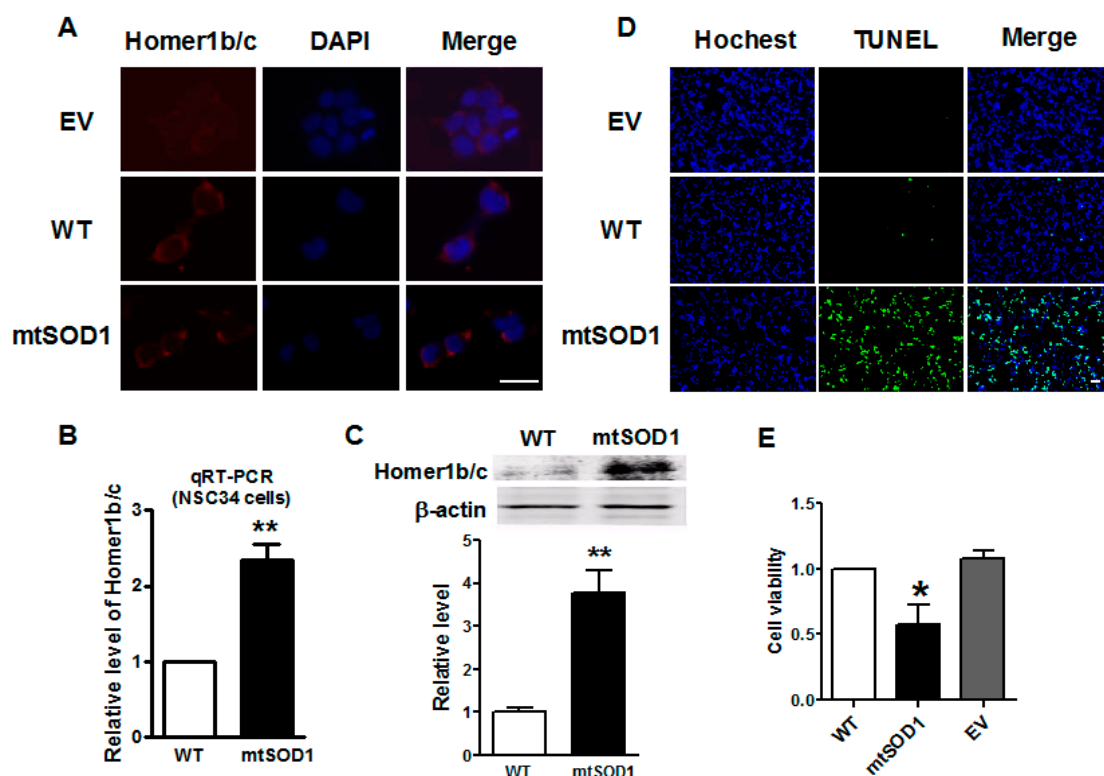 A
Homer1b/c DAPI Merge
EV
WT
mtSOD1
D
Hochest TUNEL Merge
EV
WT
mtSOD1
B
qRT-PCR
(NSC34 cells)
Relative level of Homer1b/c
3
2
1
0
**
WT mtSOD1
C
WT mtSOD1
Homer1b/c
β-actin
Relative level
5
4
3
2
1
0
**
WT mtSOD1
E
Cell viability
1.5
1.0
0.5
0.0
*
WT
mtSOD1
EV